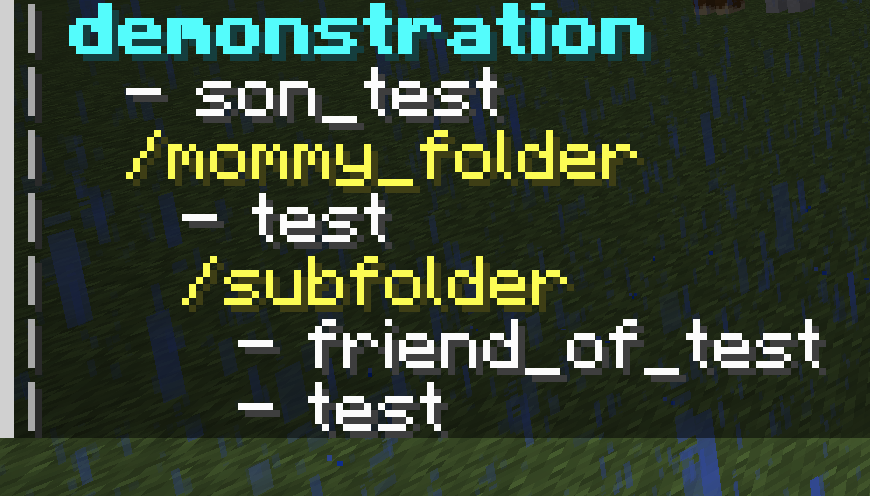 | demonstration
| - son_test
| /mommy_folder
| - test
| /subfolder
| - friend_of_test
| - test